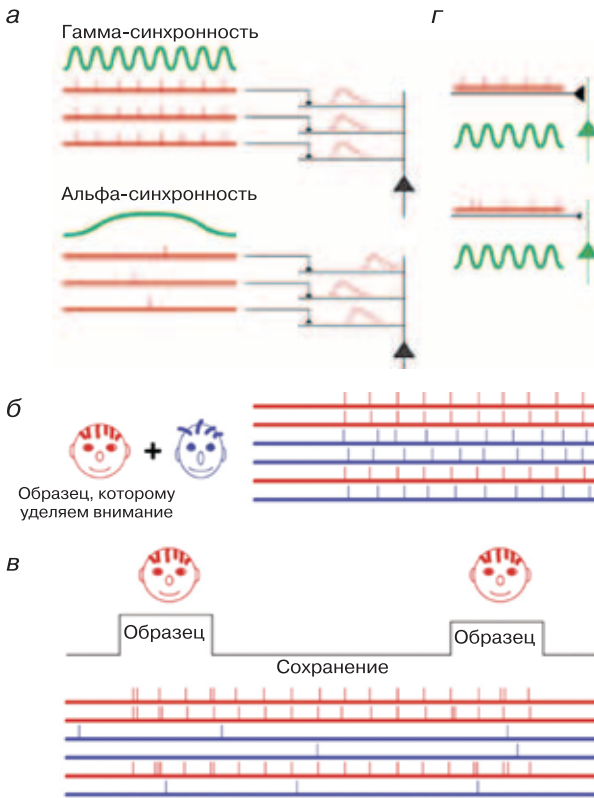 а
г
Гамма-синхронность
Альфа-синхронность
б
+
Образец, которому
уделяем внимание
в
Образец
Образец
Сохранение